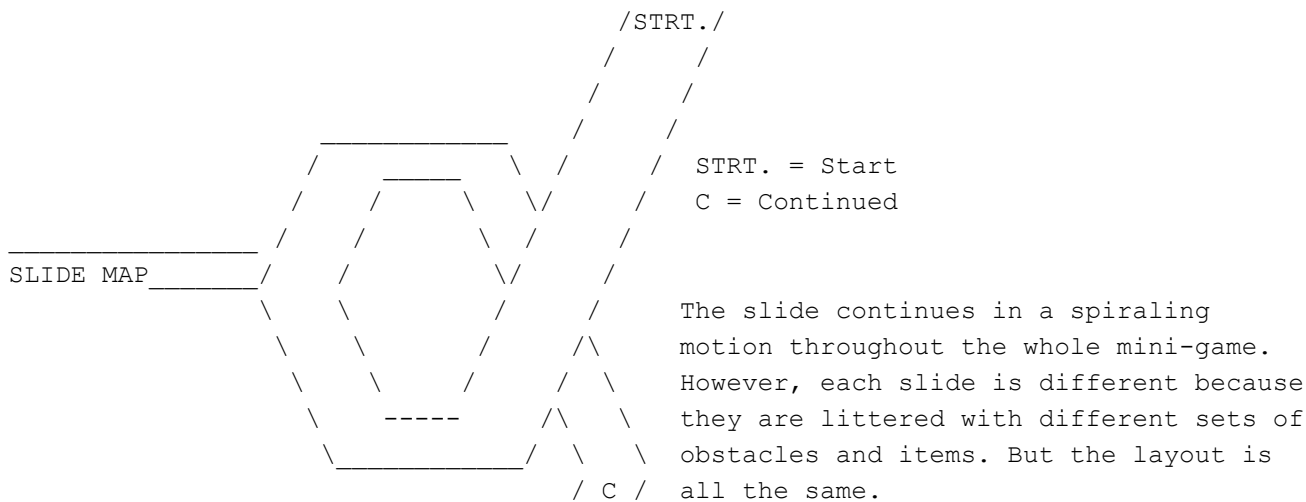 STRT.
STRT. = Start
C = Continued
SLIDE MAP
The slide continues in a spiraling
motion throughout the whole mini-game.
However, each slide is different because
they are littered with different sets of
obstacles and items. But the layout is
C all the same.